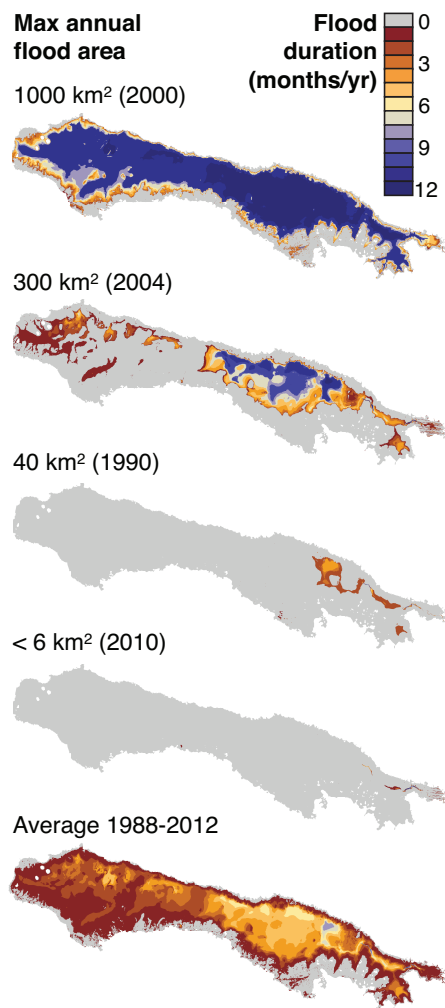 Max annual
flood area
Flood
duration
(months/yr)
0
3
6
9
12
1000 km² (2000)
300 km² (2004)
40 km² (1990)
< 6 km² (2010)
Average 1988-2012